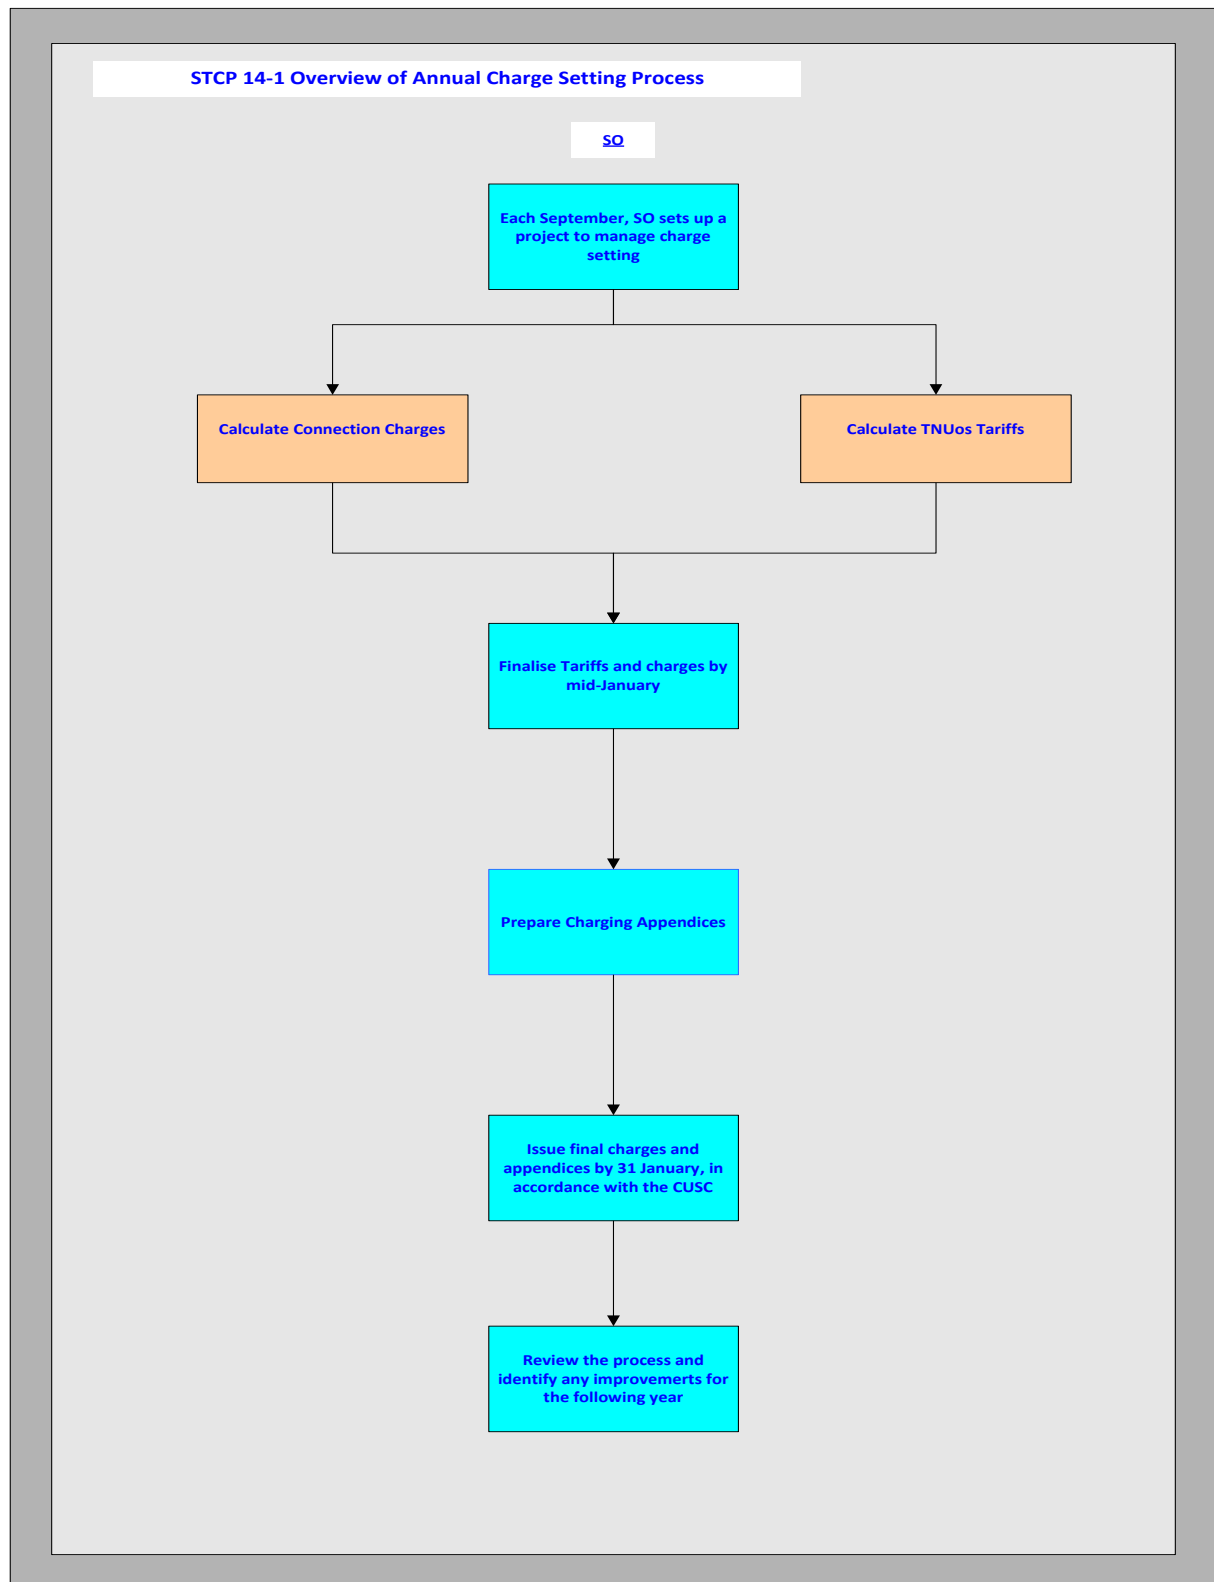 STCP 14-1 Overview of Annual Charge Setting Process
SO
Each September, SO sets up a
project to manage charge
setting
Calculate Connection Charges
Calculate TNUos Tariffs
Finalise Tariffs and charges by
mid-January
Prepare Charging Appendices
Issue final charges and
appendices by 31 January, in
accordance with the CUSC
Review the process and
identify any improvemerts for
the following year